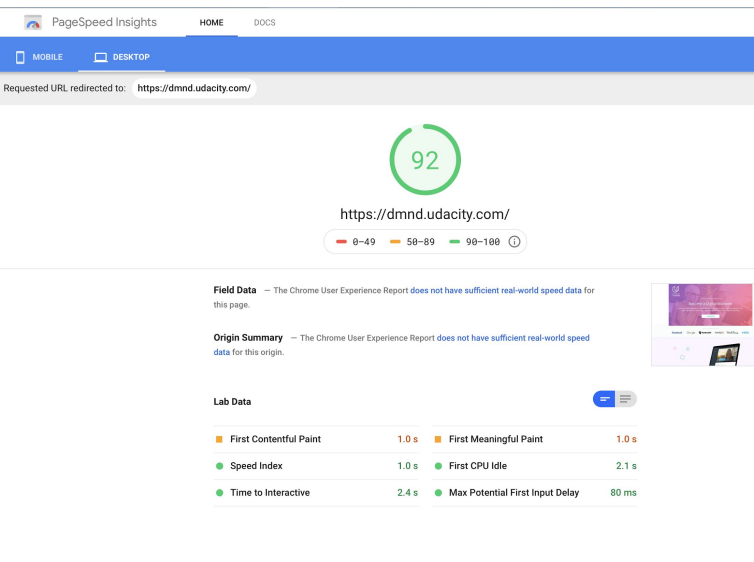 PageSpeed Insights HOME DOCS
MOBILE DESKTOP
Requested URL redirected to: https://dmnd.udacity.com/
92
https://dmnd.udacity.com/
0–49 50–89 90–100
Field Data — The Chrome User Experience Report does not have sufficient real-world speed data for
this page.
Origin Summary — The Chrome User Experience Report does not have sufficient real-world speed
data for this origin.
Lab Data
First Contentful Paint 1.0 s First Meaningful Paint 1.0 s
Speed Index 1.0 s First CPU Idle 2.1 s
Time to Interactive 2.4 s Max Potential First Input Delay 80 ms